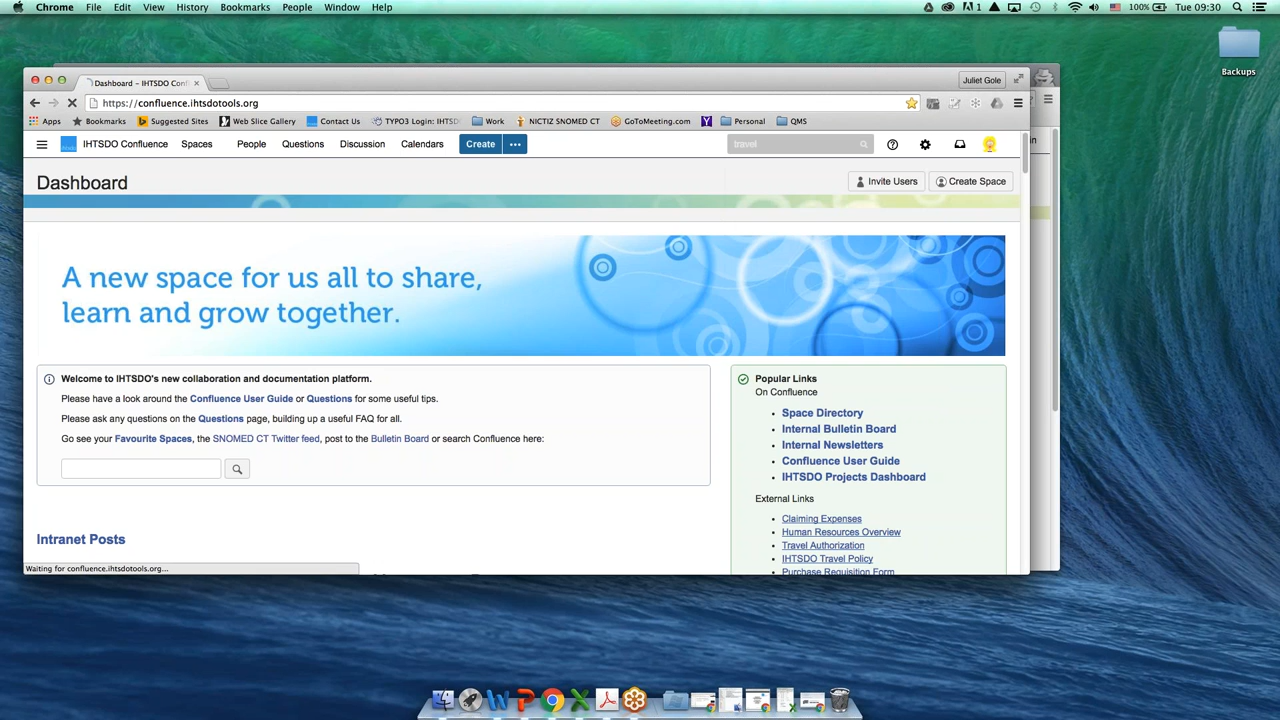 Chrome File Edit View History Bookmarks People Window Help 1 100% Tue 09:30
Backups
Dashboard – IHTSDO Conf Juliet Gole
https://confluence.ihtsdotools.org
Apps Bookmarks Suggested Sites Web Slice Gallery Contact Us TYPO3 Login: IHTSD NICTIZ SNOMED CT GoToMeeting.com Personal QMS Work
IHTSDO Confluence Spaces People Questions Discussion Calendars Create ••• travel
Dashboard Invite Users Create Space
A new space for us all to share,
learn and grow together.
Welcome to IHTSDO's new collaboration and documentation platform.
Please have a look around the Confluence User Guide or Questions for some useful tips.
Please ask any questions on the Questions page, building up a useful FAQ for all.
Go see your Favourite Spaces, the SNOMED CT Twitter feed, post to the Bulletin Board or search Confluence here:
Popular Links
On Confluence
Space Directory
Internal Bulletin Board
Internal Newsletters
Confluence User Guide
IHTSDO Projects Dashboard
External Links
Claiming Expenses
Human Resources Overview
Travel Authorization
IHTSDO Travel Policy
Purchase Requisition Form
Intranet Posts
Waiting for confluence.ihtsdotools.org...